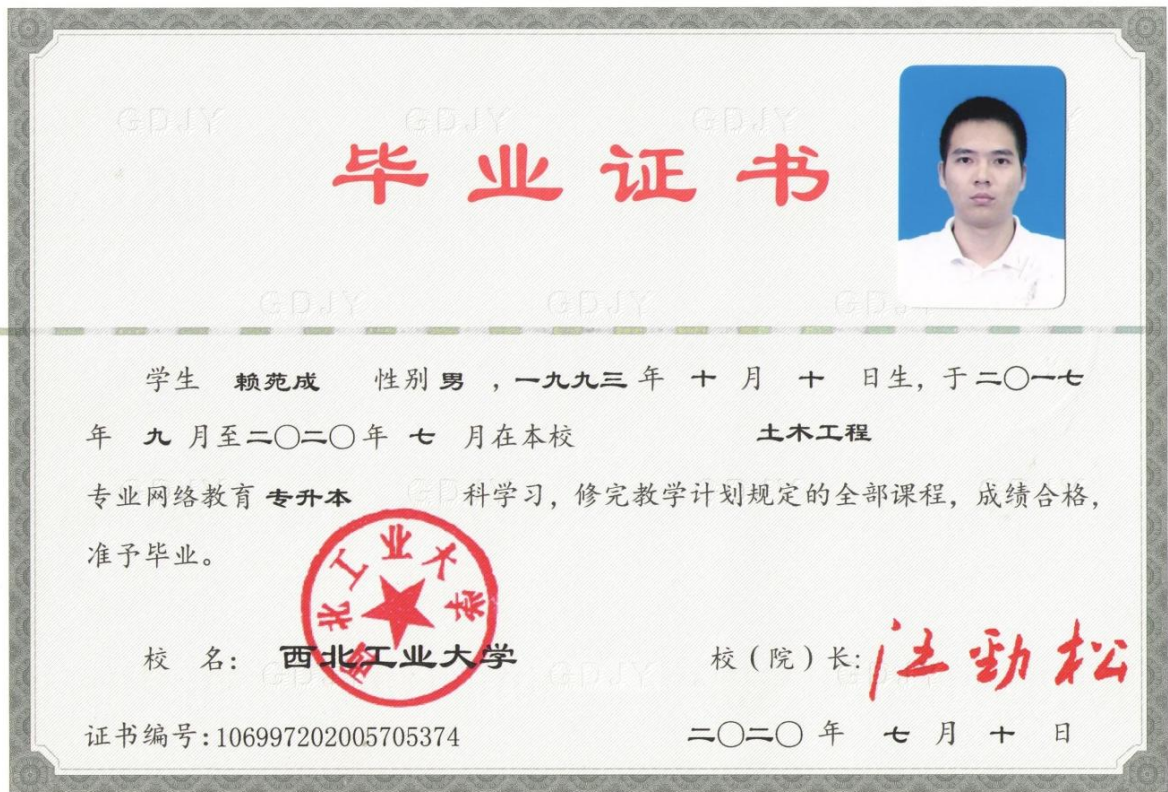 GDJY GDJY GDJY
毕业证书
GDJY GDJY GDJY
学生 赖苑成 性别 男 ，一九九三 年 十 月 十 日生，于二〇一七
年 九 月至二〇二〇年 七 月在本校 土木工程
专业网络教育 专升本 科学习，修完教学计划规定的全部课程，成绩合格，
准予毕业。
西北工业大学
校 名： 西北工业大学 校（院）长: 汪劲松
证书编号:106997202005705374 二〇二〇 年 七 月 十 日